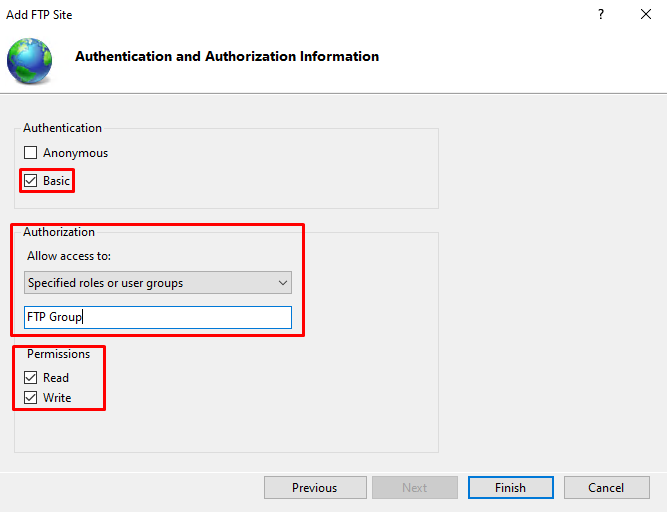 Add FTP Site
?
Authentication and Authorization Information
Authentication
Anonymous
Basic
Authorization
Allow access to:
Specified roles or user groups
FTP Group
Permissions
Read
Write
Previous Next Finish Cancel